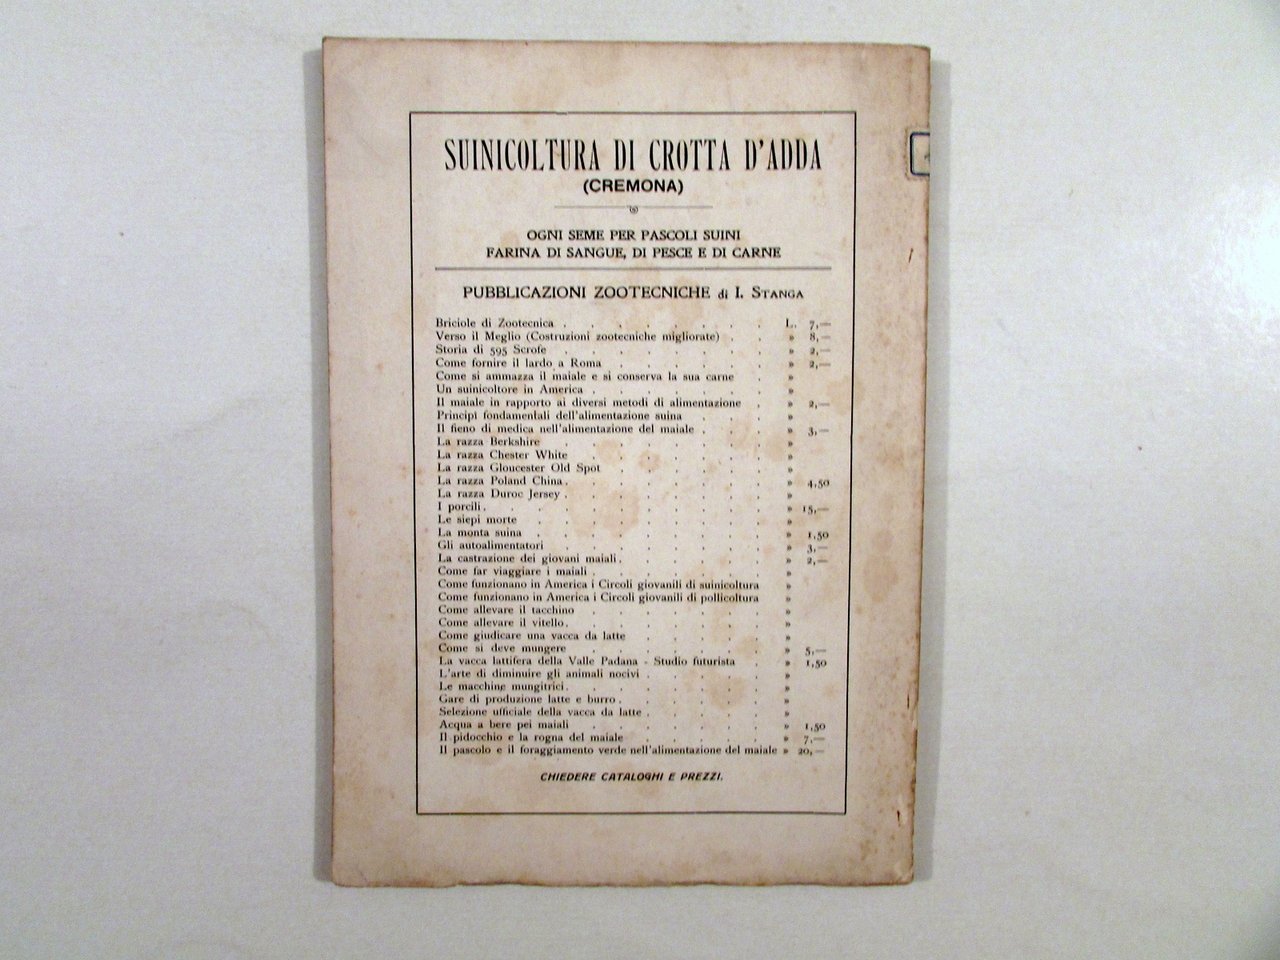 SUINICOLTURA DI CROTTA D'ADDA
(CREMONA)
OGNI SEME PER PASCOLI SUINI
FARINA DI SANGUE, DI PESCE E DI CARNE
PUBBLICAZIONI ZOOTECNICHE di I. STANGA
Briciole di Zootecnica . . . . . . . . L. 7,—
Verso il Meglio (Costruzioni zootecniche migliorate) . . » 8,—
Storia di 595 Scrofe . . . . . . . . » 2,—
Come fornire il lardo a Roma . . . . . . » 2,—
Come si ammazza il maiale e si conserva la sua carne . »
Un suinicoltore in America . . . . . . . »
Il maiale in rapporto ai diversi metodi di alimentazione . » 2,—
Principî fondamentali dell'alimentazione suina . . . »
Il fieno di medica nell'alimentazione del maiale . . . » 3,—
La razza Berkshire . . . . . . . . »
La razza Chester White . . . . . . . »
La razza Gloucester Old Spot . . . . . . »
La razza Poland China . . . . . . . . » 4,50
La razza Duroc Jersey . . . . . . . . »
I porcili . . . . . . . . . . » 15,—
Le siepi morte . . . . . . . . . »
La monta suina . . . . . . . . . » 1,50
Gli autoalimentatori . . . . . . . . » 3,—
La castrazione dei giovani maiali . . . . . . » 2,—
Come far viaggiare i maiali . . . . . . . »
Come funzionano in America i Circoli giovanili di suinicoltura »
Come funzionano in America i Circoli giovanili di pollicoltura »
Come allevare il tacchino . . . . . . . »
Come allevare il vitello . . . . . . . . »
Come giudicare una vacca da latte . . . . . »
Come si deve mungere . . . . . . . » 5,—
La vacca lattifera della Valle Padana - Studio futurista . » 1,50
L'arte di diminuire gli animali nocivi . . . . . »
Le macchine mungitrici . . . . . . . . »
Gare di produzione latte e burro . . . . . . »
Selezione ufficiale della vacca da latte . . . . . »
Acqua a bere pei maiali . . . . . . . » 1,50
Il pidocchio e la rogna del maiale . . . . . » 7,—
Il pascolo e il foraggiamento verde nell'alimentazione del maiale » 20,—
CHIEDERE CATALOGHI E PREZZI.